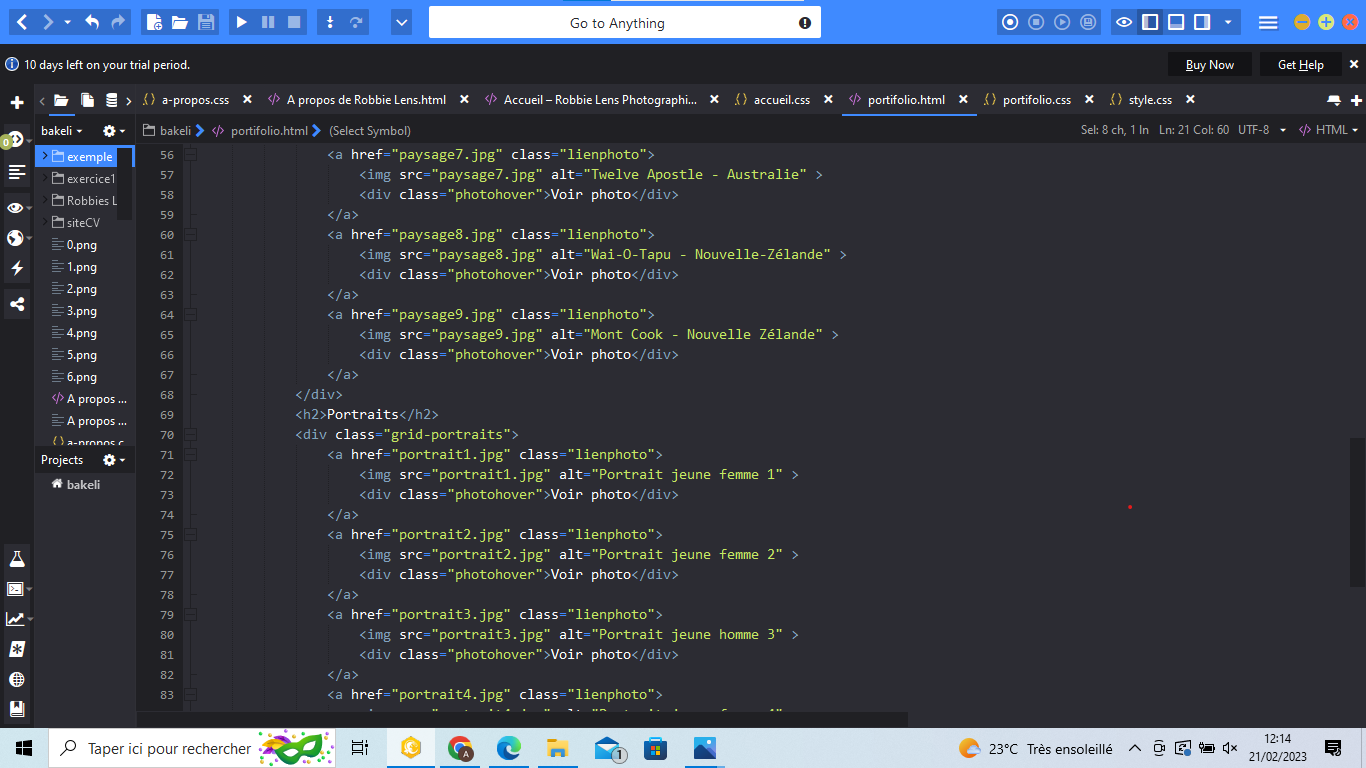 Go to Anything
10 days left on your trial period.
Buy Now
Get Help
a-propos.css
A propos de Robbie Lens.html
Accueil – Robbie Lens Photographi...
accueil.css
portifolio.html
portifolio.css
style.css
bakeli
bakeli
portifolio.html
(Select Symbol)
Sel: 8 ch, 1 ln
Ln: 21 Col: 60
UTF-8
HTML
0
exemple
exercice1
Robbies L
siteCV
0.png
1.png
2.png
3.png
4.png
5.png
6.png
A propos ...
A propos ...
a-propos.c
Projects
bakeli
56 <a href="paysage7.jpg" class="lienphoto">
57 <img src="paysage7.jpg" alt="Twelve Apostle - Australie" >
58 <div class="photohover">Voir photo</div>
59 </a>
60 <a href="paysage8.jpg" class="lienphoto">
61 <img src="paysage8.jpg" alt="Wai-O-Tapu - Nouvelle-Zélande" >
62 <div class="photohover">Voir photo</div>
63 </a>
64 <a href="paysage9.jpg" class="lienphoto">
65 <img src="paysage9.jpg" alt="Mont Cook - Nouvelle Zélande" >
66 <div class="photohover">Voir photo</div>
67 </a>
68 </div>
69 <h2>Portraits</h2>
70 <div class="grid-portraits">
71 <a href="portrait1.jpg" class="lienphoto">
72 <img src="portrait1.jpg" alt="Portrait jeune femme 1" >
73 <div class="photohover">Voir photo</div>
74 </a>
75 <a href="portrait2.jpg" class="lienphoto">
76 <img src="portrait2.jpg" alt="Portrait jeune femme 2" >
77 <div class="photohover">Voir photo</div>
78 </a>
79 <a href="portrait3.jpg" class="lienphoto">
80 <img src="portrait3.jpg" alt="Portrait jeune homme 3" >
81 <div class="photohover">Voir photo</div>
82 </a>
83 <a href="portrait4.jpg" class="lienphoto">
Taper ici pour rechercher
A
1
23°C Très ensoleillé
12:14
21/02/2023